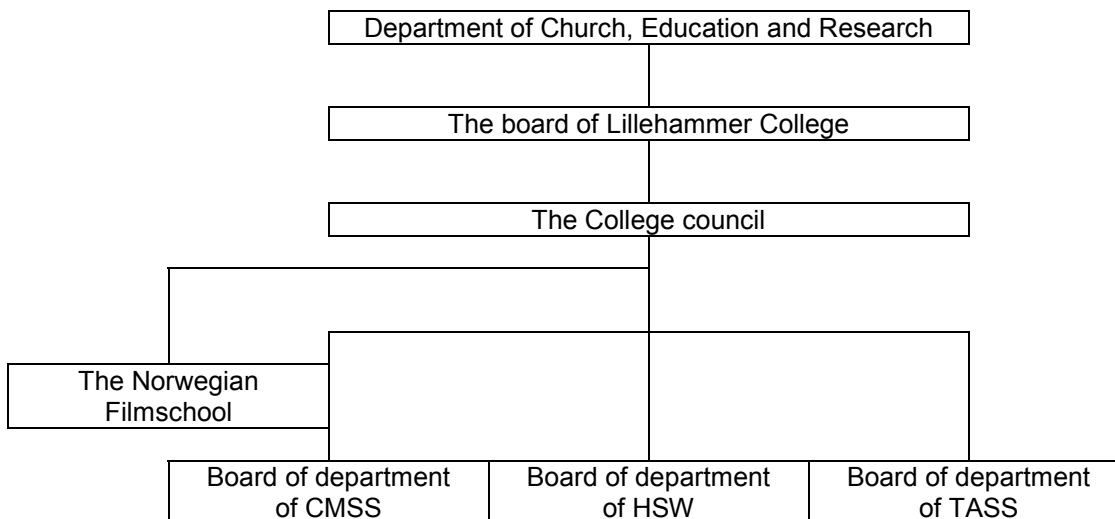 Department of Church, Education and Research
The board of Lillehammer College
The College council
The Norwegian
Filmschool
Board of department
of CMSS
Board of department
of HSW
Board of department
of TASS